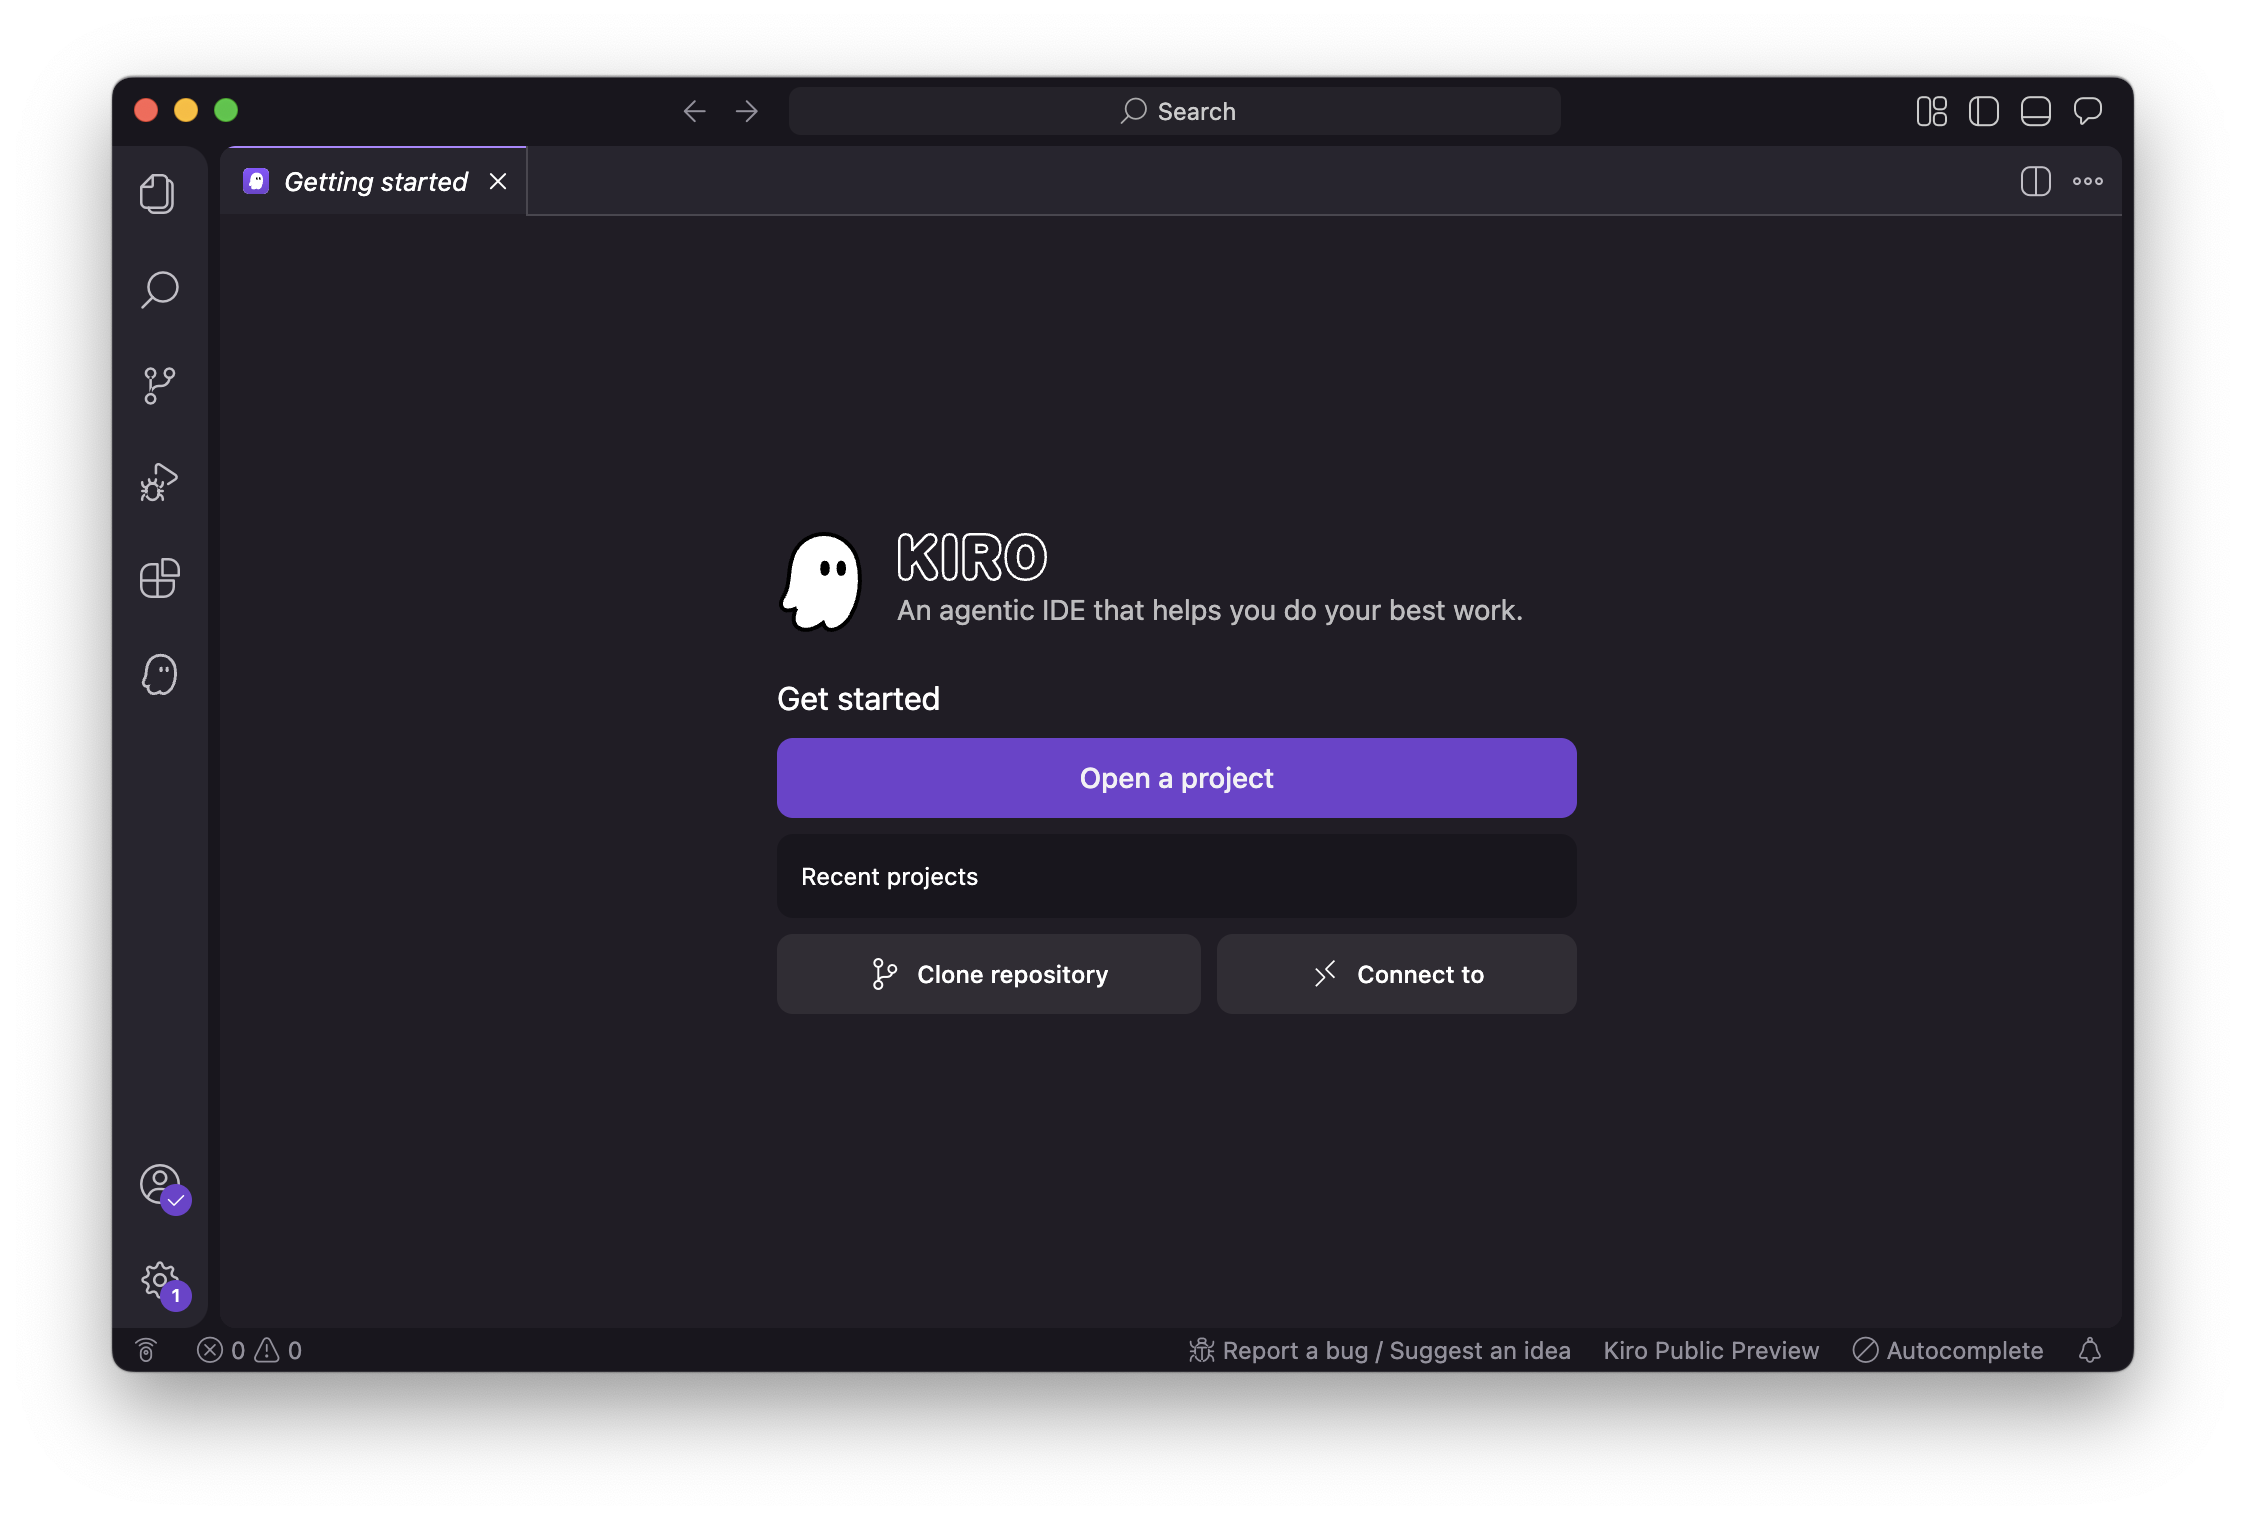 Search
Getting started
KIRO
An agentic IDE that helps you do your best work.
Get started
Open a project
Recent projects
Clone repository
Connect to
1
0 0
Report a bug / Suggest an idea
Kiro Public Preview
Autocomplete